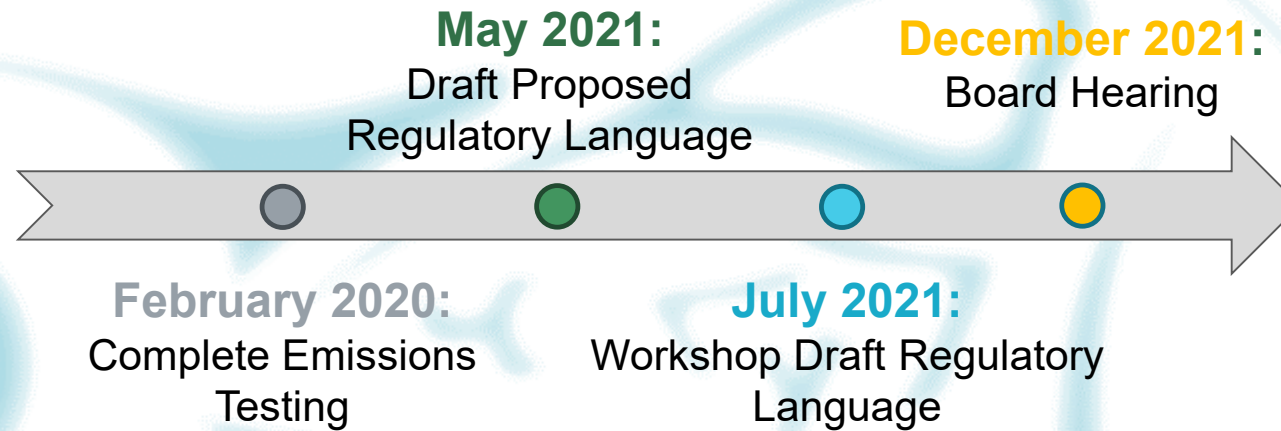 May 2021:
Draft Proposed
Regulatory Language
December 2021:
Board Hearing
February 2020:
Complete Emissions
Testing
July 2021:
Workshop Draft Regulatory
Language